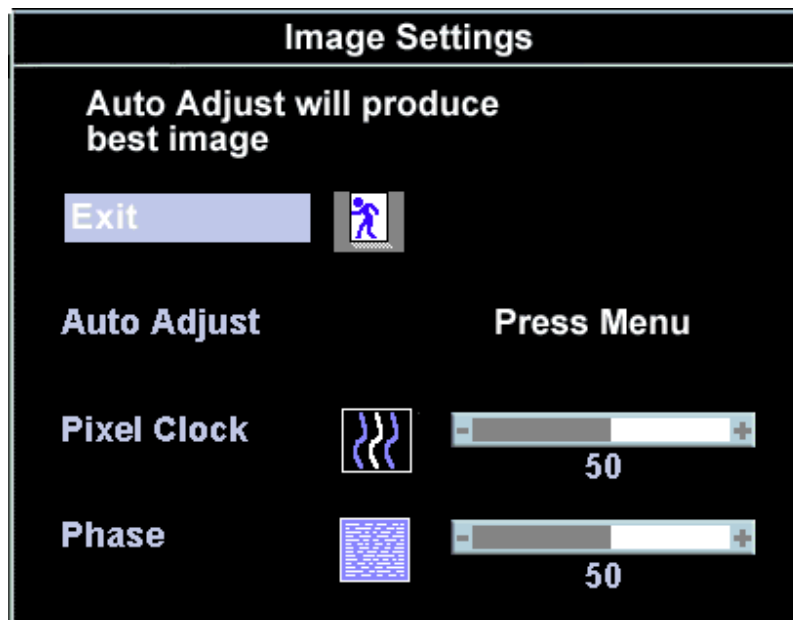 Image Settings
Auto Adjust will produce
best image
Exit
Auto Adjust Press Menu
Pixel Clock - +
50
Phase - +
50